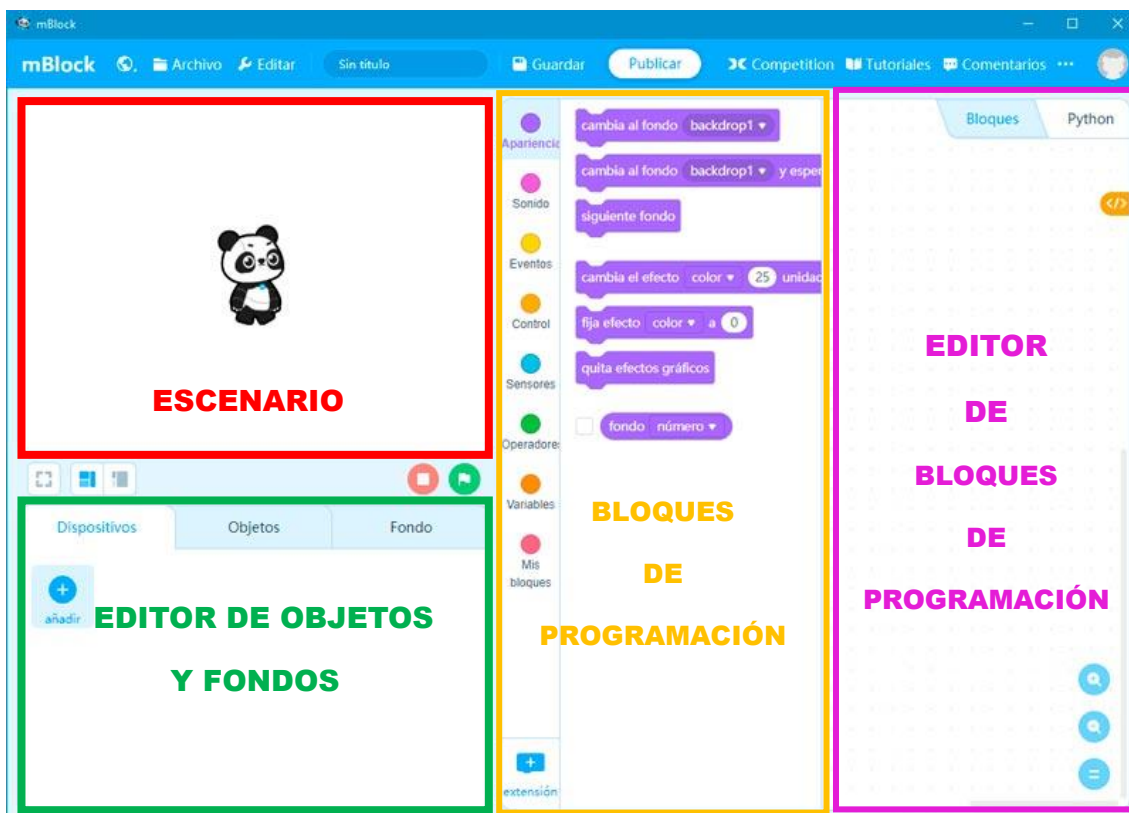 mBlock
mBlock
Archivo
Editar
Sin título
Guardar
Publicar
Competition
Tutoriales
Comentarios
ESCENARIO
Dispositivos
Objetos
Fondo
añadir
EDITOR DE OBJETOS
Y FONDOS
Apariencia
Sonido
Eventos
Control
Sensores
Operadores
Variables
Mis
bloques
extensión
cambia al fondo backdrop1
cambia al fondo backdrop1 y esper
siguiente fondo
cambia el efecto color 25 unidad
fija efecto color a 0
quita efectos gráficos
fondo número
BLOQUES
DE
PROGRAMACIÓN
Bloques
Python
</>
EDITOR
DE
BLOQUES
DE
PROGRAMACIÓN